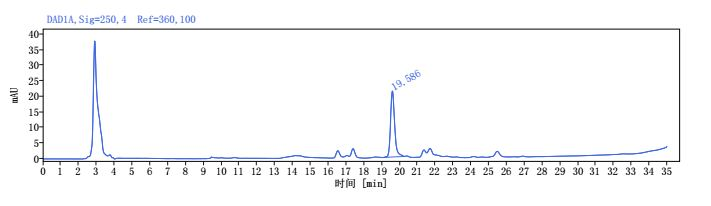 DAD1A,Sig=250,4 Ref=360,100
40
35
30
25
20
15
10
5
0
mAU
19.586
0 1 2 3 4 5 6 7 8 9 10 11 12 13 14 15 16 17 18 19 20 21 22 23 24 25 26 27 28 29 30 31 32 33 34 35
时间 [min]